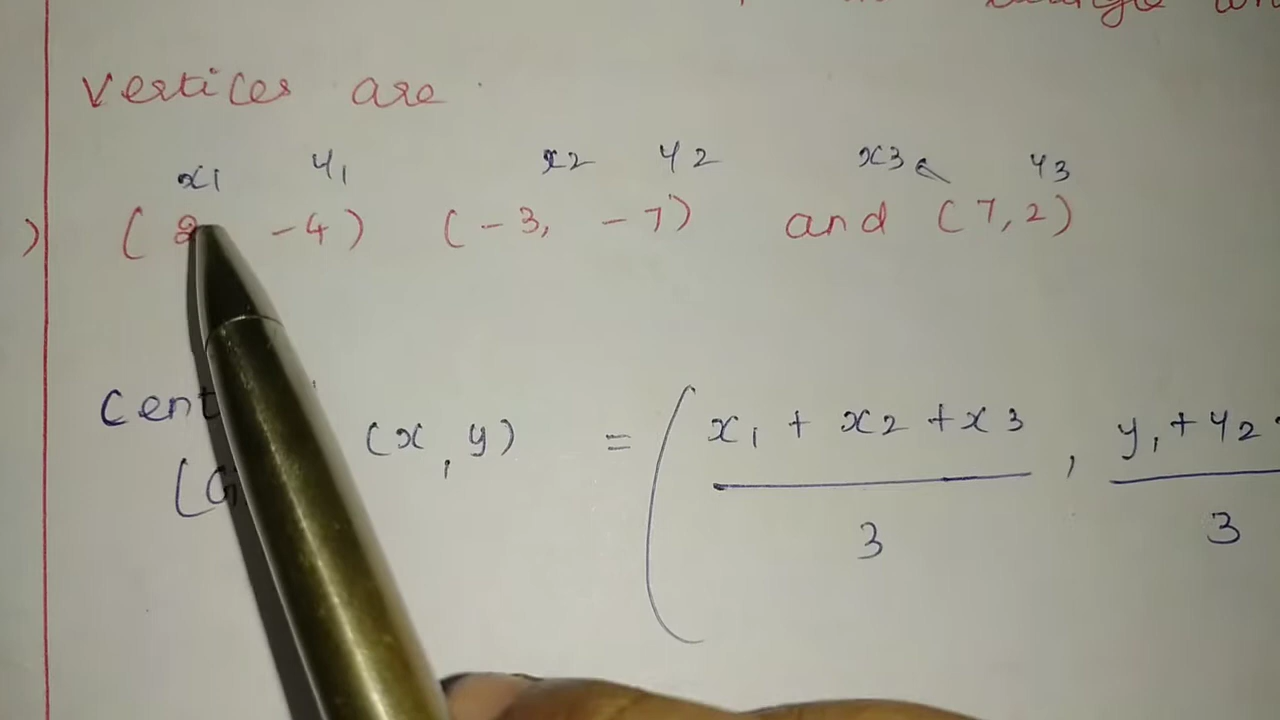 Vertices are
x1 y1 x2 y2 x3 y3
) (2 -4) (-3, -7) and (7,2)
(x, y) = ( x1 + x2 + x3 , y1 + y2
3 3